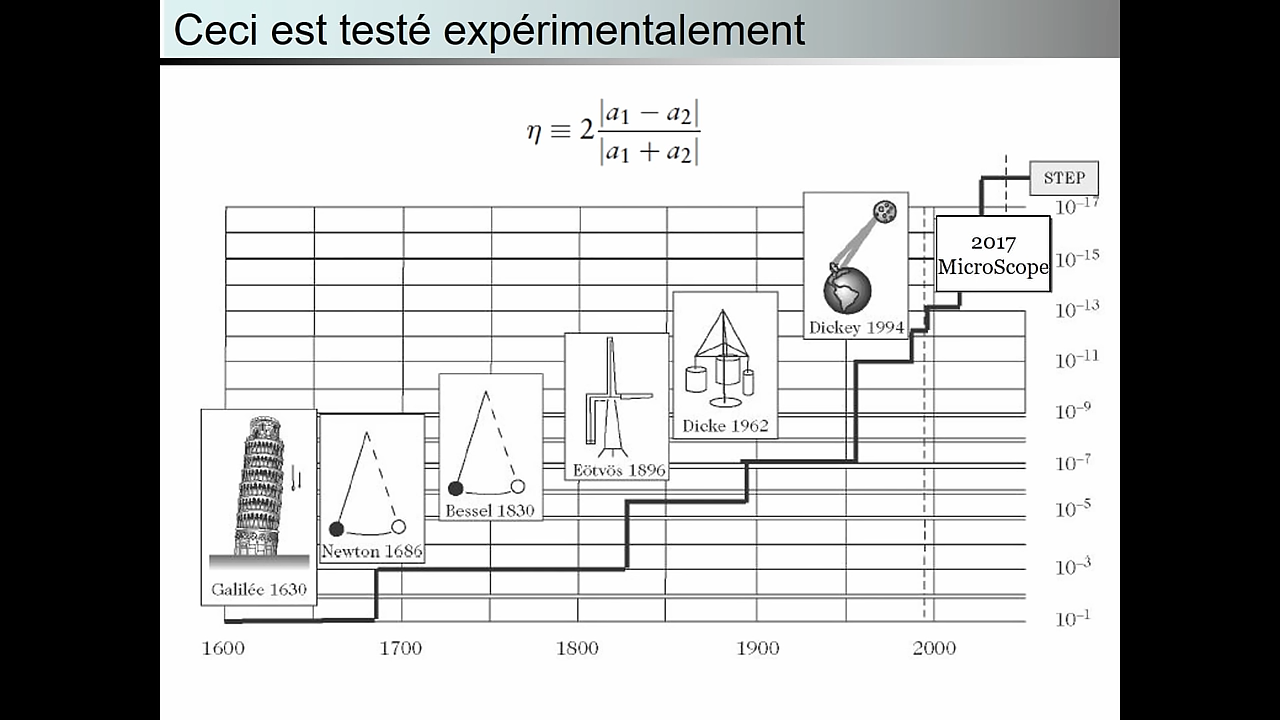 Ceci est testé expérimentalement
η ≡ 2 |a₁ − a₂| / |a₁ + a₂|
STEP
10⁻¹⁷
2017
MicroScope
10⁻¹⁵
10⁻¹³
Dickey 1994
10⁻¹¹
10⁻⁹
Dicke 1962
10⁻⁷
Eötvös 1896
10⁻⁵
Bessel 1830
Newton 1686
10⁻³
Galilée 1630
10⁻¹
1600 1700 1800 1900 2000